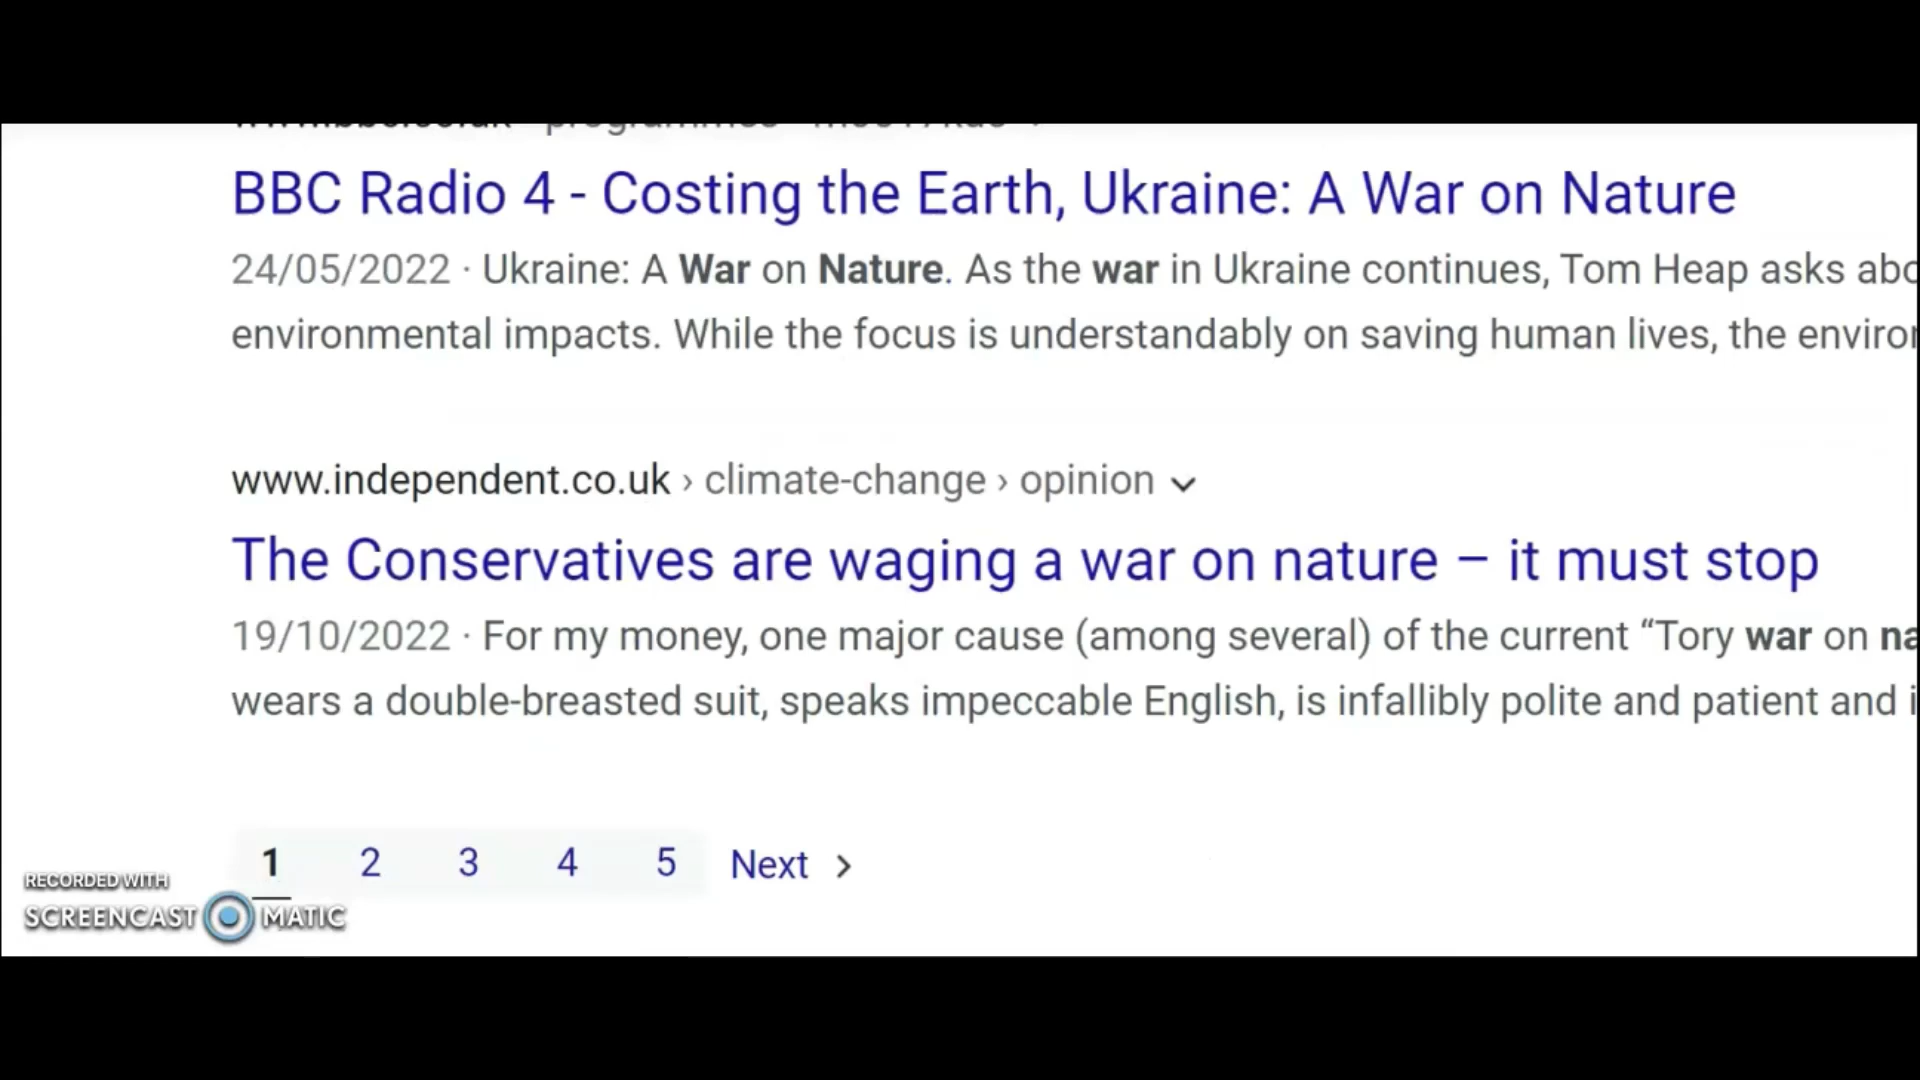 BBC Radio 4 - Costing the Earth, Ukraine: A War on Nature
24/05/2022 · Ukraine: A War on Nature. As the war in Ukraine continues, Tom Heap asks
environmental impacts. While the focus is understandably on saving human lives, the
www.independent.co.uk › climate-change › opinion
The Conservatives are waging a war on nature – it must stop
19/10/2022 · For my money, one major cause (among several) of the current “Tory war on
wears a double-breasted suit, speaks impeccable English, is infallibly polite and patient and
1 2 3 4 5 Next >
RECORDED WITH
SCREENCAST MATIC